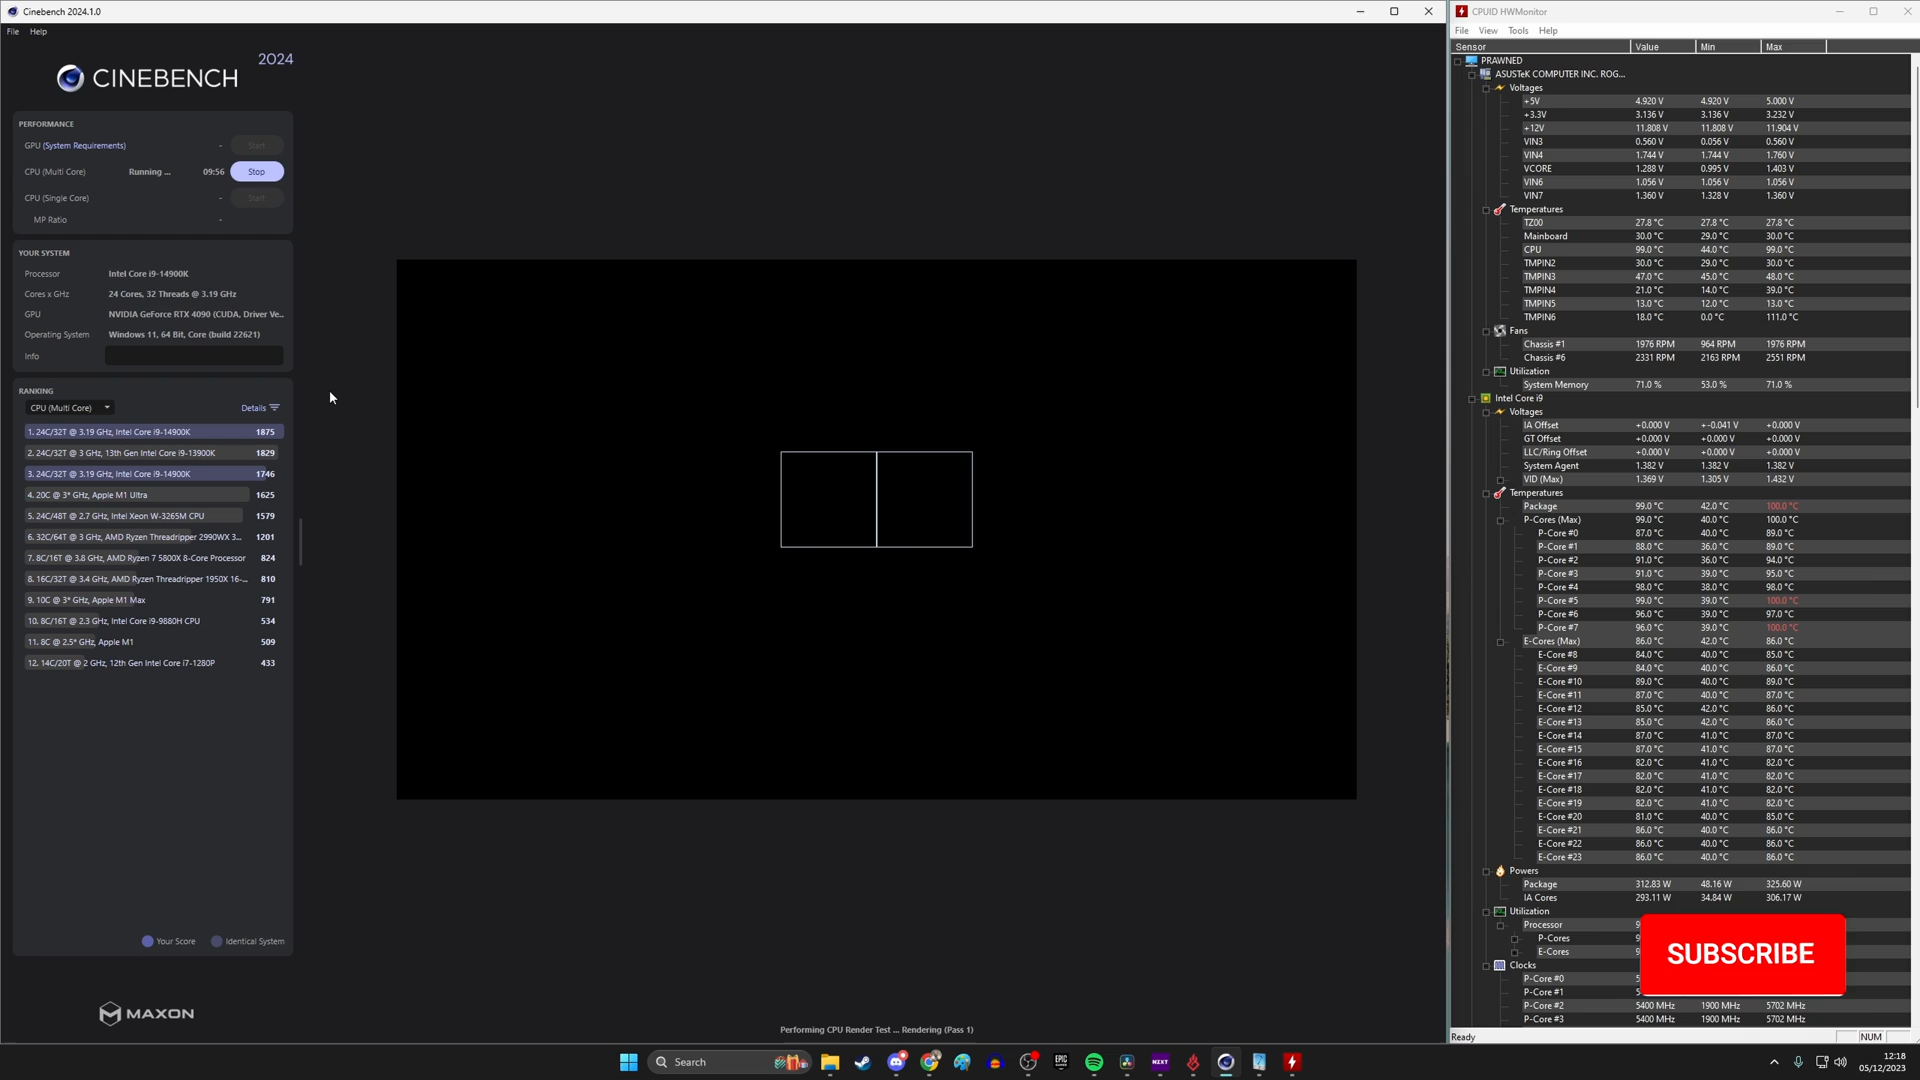 Cinebench 2024.1.0
File Help
CINEBENCH 2024
PERFORMANCE
GPU (System Requirements) - Start
CPU (Multi Core) Running ... 09:56 Stop
CPU (Single Core) - Start
MP Ratio -
YOUR SYSTEM
Processor Intel Core i9-14900K
Cores x GHz 24 Cores, 32 Threads @ 3.19 GHz
GPU NVIDIA GeForce RTX 4090 (CUDA, Driver Ve...
Operating System Windows 11, 64 Bit, Core (build 22621)
Info
RANKING
CPU (Multi Core) Details
1. 24C/32T @ 3.19 GHz, Intel Core i9-14900K 1875
2. 24C/32T @ 3 GHz, 13th Gen Intel Core i9-13900K 1829
3. 24C/32T @ 3.19 GHz, Intel Core i9-14900K 1746
4. 20C @ 3* GHz, Apple M1 Ultra 1625
5. 24C/48T @ 2.7 GHz, Intel Xeon W-3265M CPU 1579
6. 32C/64T @ 3 GHz, AMD Ryzen Threadripper 2990WX 3... 1201
7. 8C/16T @ 3.8 GHz, AMD Ryzen 7 5800X 8-Core Processor 824
8. 16C/32T @ 3.4 GHz, AMD Ryzen Threadripper 1950X 16-... 810
9. 10C @ 3* GHz, Apple M1 Max 791
10. 8C/16T @ 2.3 GHz, Intel Core i9-9880H CPU 534
11. 8C @ 2.5* GHz, Apple M1 509
12. 14C/20T @ 2 GHz, 12th Gen Intel Core i7-1280P 433
Your Score Identical System
MAXON
Performing CPU Render Test ... Rendering (Pass 1)
CPUID HWMonitor
File View Tools Help
Sensor Value Min Max
PRAWNED
ASUSTeK COMPUTER INC. ROG...
Voltages
+5V 4.920 V 4.920 V 5.000 V
+3.3V 3.136 V 3.136 V 3.232 V
+12V 11.808 V 11.808 V 11.904 V
VIN3 0.560 V 0.056 V 0.560 V
VIN4 1.744 V 1.744 V 1.760 V
VCORE 1.288 V 0.995 V 1.403 V
VIN6 1.056 V 1.056 V 1.056 V
VIN7 1.360 V 1.328 V 1.360 V
Temperatures
TZ00 27.8 °C 27.8 °C 27.8 °C
Mainboard 30.0 °C 29.0 °C 30.0 °C
CPU 99.0 °C 44.0 °C 99.0 °C
TMPIN2 30.0 °C 29.0 °C 30.0 °C
TMPIN3 47.0 °C 45.0 °C 48.0 °C
TMPIN4 21.0 °C 14.0 °C 39.0 °C
TMPIN5 13.0 °C 12.0 °C 13.0 °C
TMPIN6 18.0 °C 0.0 °C 111.0 °C
Fans
Chassis #1 1976 RPM 964 RPM 1976 RPM
Chassis #6 2331 RPM 2163 RPM 2551 RPM
Utilization
System Memory 71.0 % 53.0 % 71.0 %
Intel Core i9
Voltages
IA Offset +0.000 V +-0.041 V +0.000 V
GT Offset +0.000 V +0.000 V +0.000 V
LLC/Ring Offset +0.000 V +0.000 V +0.000 V
System Agent 1.382 V 1.382 V 1.382 V
VID (Max) 1.369 V 1.305 V 1.432 V
Temperatures
Package 99.0 °C 42.0 °C 100.0 °C
P-Cores (Max) 99.0 °C 40.0 °C 100.0 °C
P-Core #0 87.0 °C 40.0 °C 89.0 °C
P-Core #1 88.0 °C 36.0 °C 89.0 °C
P-Core #2 91.0 °C 36.0 °C 94.0 °C
P-Core #3 91.0 °C 39.0 °C 95.0 °C
P-Core #4 98.0 °C 38.0 °C 98.0 °C
P-Core #5 99.0 °C 39.0 °C 100.0 °C
P-Core #6 96.0 °C 39.0 °C 97.0 °C
P-Core #7 96.0 °C 39.0 °C 100.0 °C
E-Cores (Max) 86.0 °C 42.0 °C 86.0 °C
E-Core #8 84.0 °C 40.0 °C 85.0 °C
E-Core #9 84.0 °C 40.0 °C 86.0 °C
E-Core #10 89.0 °C 40.0 °C 89.0 °C
E-Core #11 87.0 °C 40.0 °C 87.0 °C
E-Core #12 85.0 °C 42.0 °C 86.0 °C
E-Core #13 85.0 °C 42.0 °C 86.0 °C
E-Core #14 87.0 °C 41.0 °C 87.0 °C
E-Core #15 87.0 °C 41.0 °C 87.0 °C
E-Core #16 82.0 °C 41.0 °C 82.0 °C
E-Core #17 82.0 °C 41.0 °C 82.0 °C
E-Core #18 82.0 °C 41.0 °C 82.0 °C
E-Core #19 82.0 °C 41.0 °C 82.0 °C
E-Core #20 81.0 °C 40.0 °C 85.0 °C
E-Core #21 86.0 °C 40.0 °C 86.0 °C
E-Core #22 86.0 °C 40.0 °C 86.0 °C
E-Core #23 86.0 °C 40.0 °C 86.0 °C
Powers
Package 312.83 W 48.16 W 325.60 W
IA Cores 293.11 W 34.84 W 306.17 W
Utilization
Processor 9
P-Cores 9
E-Cores 9
SUBSCRIBE
Clocks
P-Core #0 5
P-Core #1 5
P-Core #2 5400 MHz 1900 MHz 5702 MHz
P-Core #3 5400 MHz 1900 MHz 5702 MHz
Ready NUM
Search
EPIC
NZXT
12:18
05/12/2023